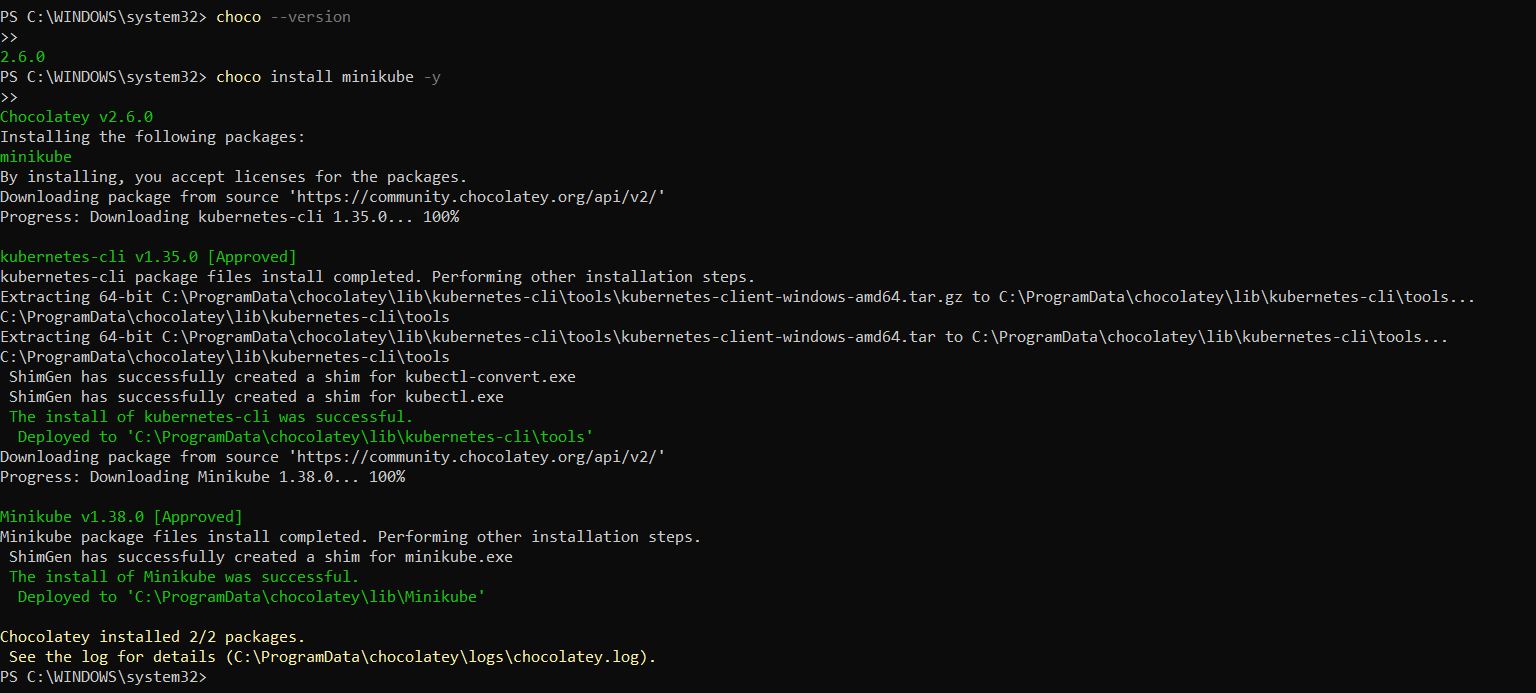 PS C:\WINDOWS\system32> choco --version
>>
2.6.0
PS C:\WINDOWS\system32> choco install minikube -y
>>
Chocolatey v2.6.0
Installing the following packages:
minikube
By installing, you accept licenses for the packages.
Downloading package from source 'https://community.chocolatey.org/api/v2/'
Progress: Downloading kubernetes-cli 1.35.0... 100%

kubernetes-cli v1.35.0 [Approved]
kubernetes-cli package files install completed. Performing other installation steps.
Extracting 64-bit C:\ProgramData\chocolatey\lib\kubernetes-cli\tools\kubernetes-client-windows-amd64.tar.gz to C:\ProgramData\chocolatey\lib\kubernetes-cli\tools...
C:\ProgramData\chocolatey\lib\kubernetes-cli\tools
Extracting 64-bit C:\ProgramData\chocolatey\lib\kubernetes-cli\tools\kubernetes-client-windows-amd64.tar to C:\ProgramData\chocolatey\lib\kubernetes-cli\tools...
C:\ProgramData\chocolatey\lib\kubernetes-cli\tools
 ShimGen has successfully created a shim for kubectl-convert.exe
 ShimGen has successfully created a shim for kubectl.exe
 The install of kubernetes-cli was successful.
  Deployed to 'C:\ProgramData\chocolatey\lib\kubernetes-cli\tools'
Downloading package from source 'https://community.chocolatey.org/api/v2/'
Progress: Downloading Minikube 1.38.0... 100%

Minikube v1.38.0 [Approved]
Minikube package files install completed. Performing other installation steps.
 ShimGen has successfully created a shim for minikube.exe
 The install of Minikube was successful.
  Deployed to 'C:\ProgramData\chocolatey\lib\Minikube'

Chocolatey installed 2/2 packages.
 See the log for details (C:\ProgramData\chocolatey\logs\chocolatey.log).
PS C:\WINDOWS\system32>